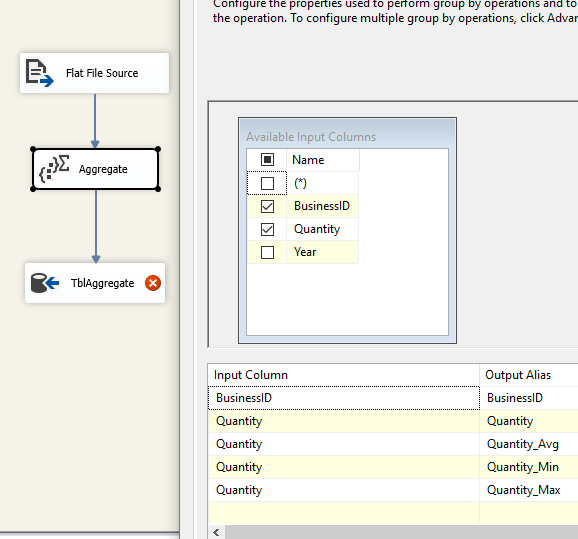 Configure the properties used to perform group by operations and to
the operation. To configure multiple group by operations, click Advan
Flat File Source
Aggregate
TblAggregate
Available Input Columns
Name
(*)
BusinessID
Quantity
Year
Input Column Output Alias
BusinessID BusinessID
Quantity Quantity
Quantity Quantity_Avg
Quantity Quantity_Min
Quantity Quantity_Max